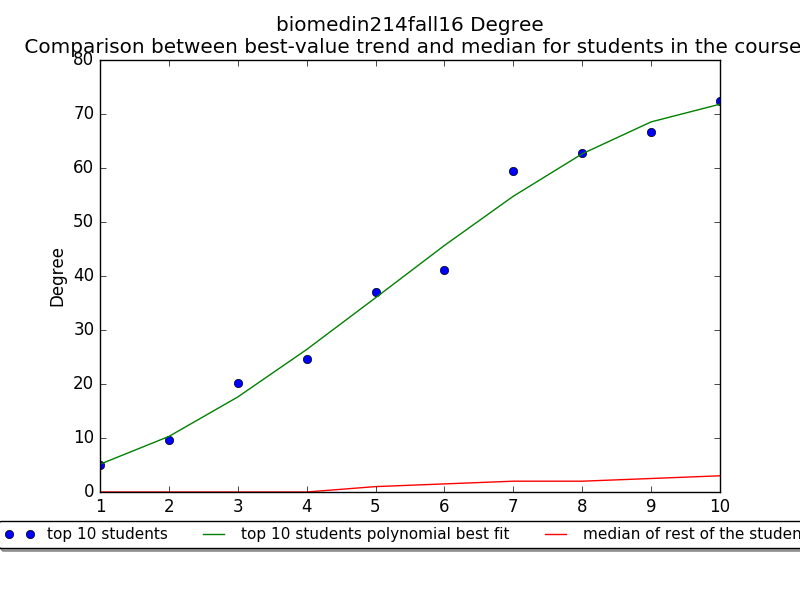 biomedin214fall16 Degree
Comparison between best-value trend and median for students in the course
80
70
60
50
40
30
20
10
0
Degree
1 2 3 4 5 6 7 8 9 10
top 10 students top 10 students polynomial best fit median of rest of the studen